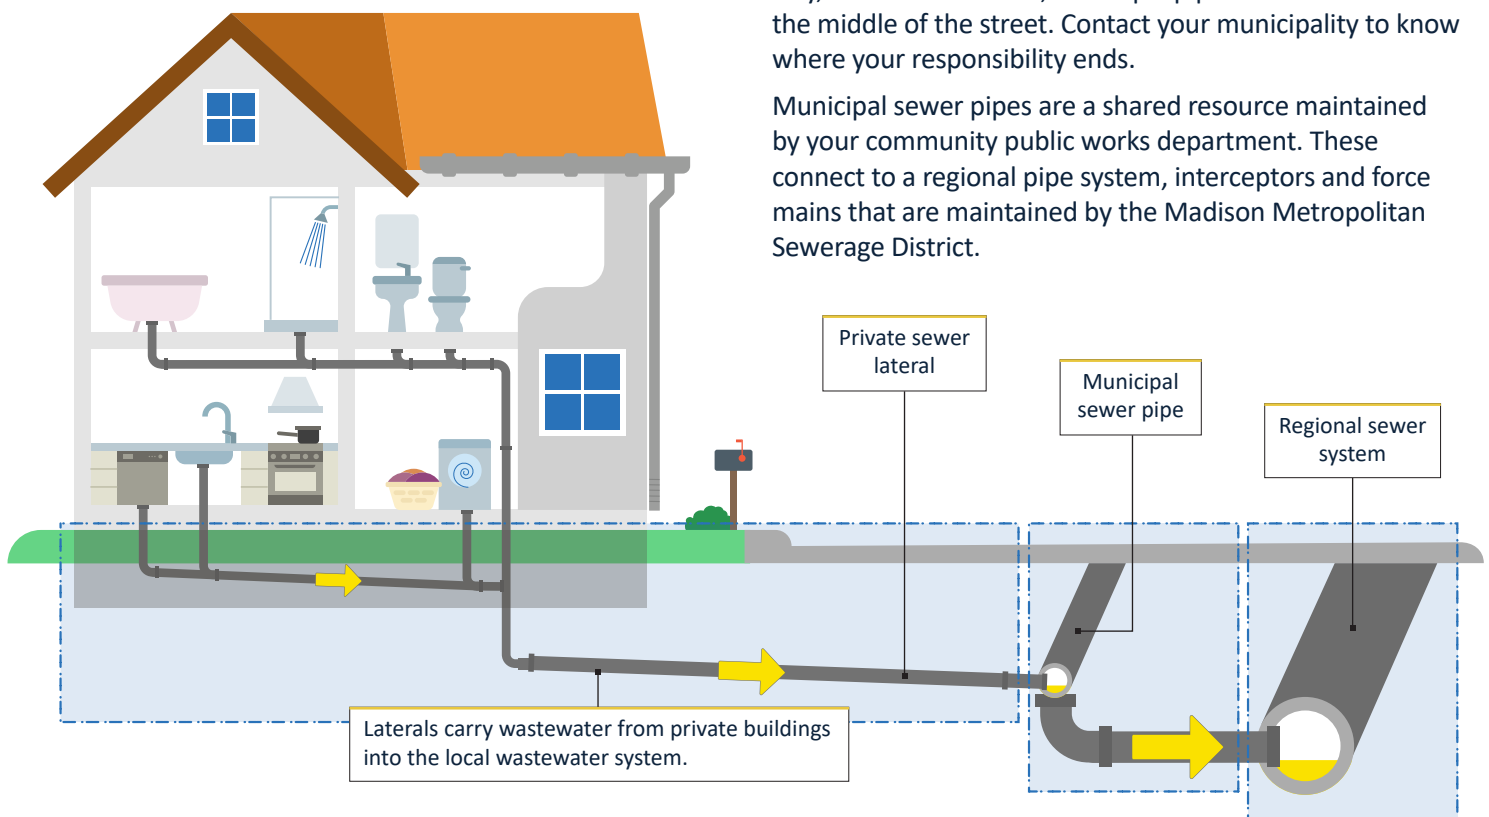 the middle of the street. Contact your municipality to know
where your responsibility ends.
Municipal sewer pipes are a shared resource maintained
by your community public works department. These
connect to a regional pipe system, interceptors and force
mains that are maintained by the Madison Metropolitan
Sewerage District.
Private sewer
lateral
Municipal
sewer pipe
Regional sewer
system
Laterals carry wastewater from private buildings
into the local wastewater system.